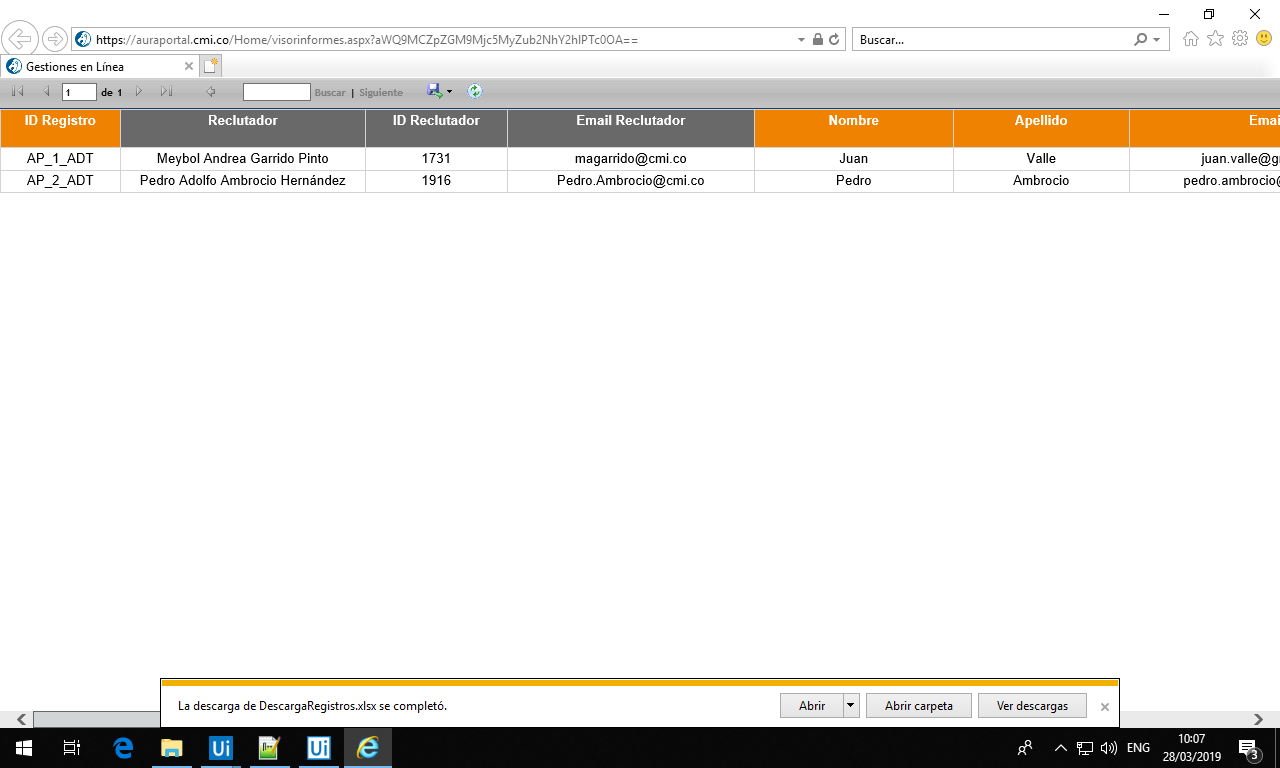 https://auraportal.cmi.co/Home/visorinformes.aspx?aWQ9MCZpZGM9Mjc5MyZub2NhY2hlPTc0OA==
Buscar...
Gestiones en Línea
1 de 1 Buscar | Siguiente
ID Registro Reclutador ID Reclutador Email Reclutador Nombre Apellido Emai
AP_1_ADT Meybol Andrea Garrido Pinto 1731 magarrido@cmi.co Juan Valle juan.valle@g
AP_2_ADT Pedro Adolfo Ambrocio Hernández 1916 Pedro.Ambrocio@cmi.co Pedro Ambrocio pedro.ambrocio@
La descarga de DescargaRegistros.xlsx se completó. Abrir Abrir carpeta Ver descargas
Ui Ui ENG 10:07
28/03/2019 3